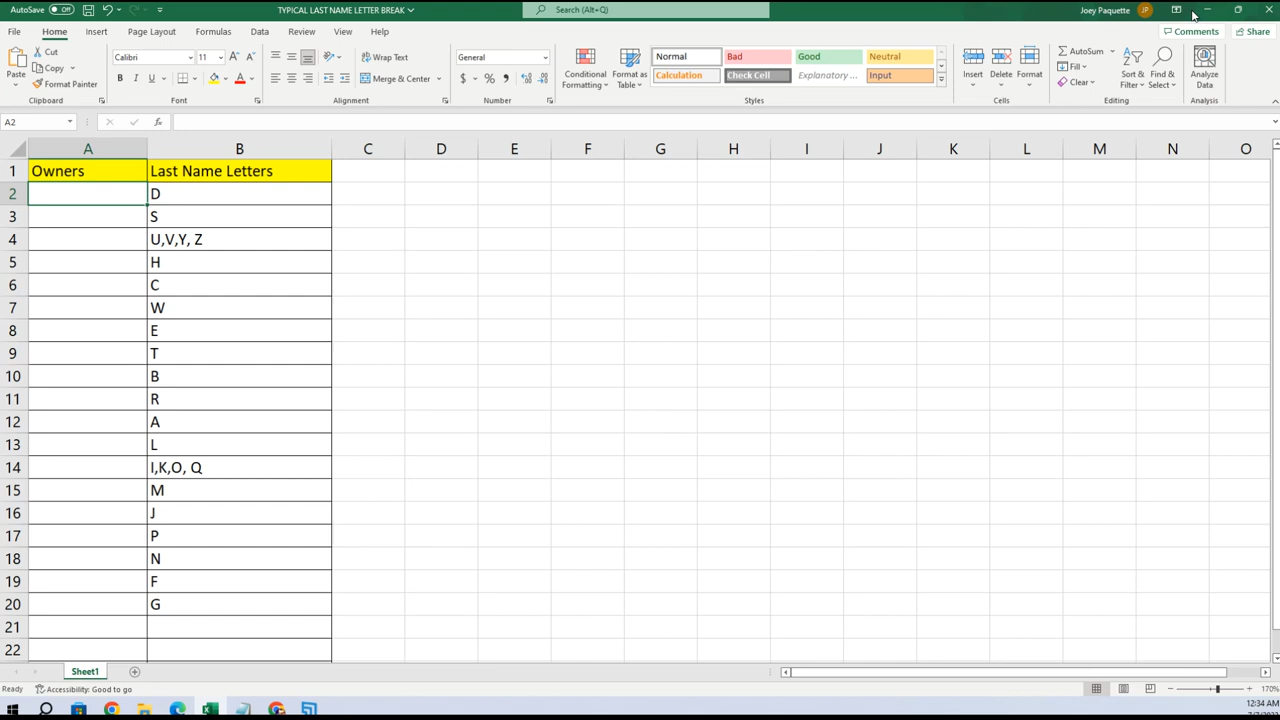 AutoSave Off TYPICAL LAST NAME LETTER BREAK Search (Alt+Q) Joey Paquette JP
File Home Insert Page Layout Formulas Data Review View Help Comments Share
Paste Cut Copy Format Painter Clipboard
Calibri 11 A A B I U A Font
Wrap Text Merge & Center Alignment
General $ % Number
Conditional Formatting Format as Table
Normal Bad Good Neutral
Calculation Check Cell Explanatory ... Input
Styles
Insert Delete Format Cells
AutoSum Fill Clear Sort & Filter Find & Select Editing
Analyze Data Analysis
A2 fx
A B C D E F G H I J K L M N O
1 Owners Last Name Letters
2 D
3 S
4 U,V,Y, Z
5 H
6 C
7 W
8 E
9 T
10 B
11 R
12 A
13 L
14 I,K,O, Q
15 M
16 J
17 P
18 N
19 F
20 G
21
22
Sheet1
Ready Accessibility: Good to go 170%
12:34 AM